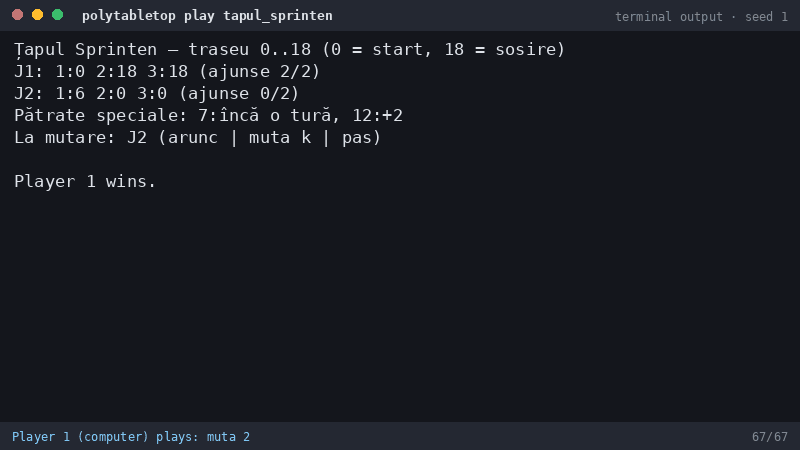 polytabletop play tapul_sprinten
terminal output · seed 1
Țapul Sprinten — traseu 0..18 (0 = start, 18 = sosire)
J1: 1:0 2:18 3:18 (ajunse 2/2)
J2: 1:6 2:0 3:0 (ajunse 0/2)
Pătrate speciale: 7:încă o tură, 12:+2
La mutare: J2 (arunc | muta k | pas)
Player 1 wins.
Player 1 (computer) plays: muta 2
67/67